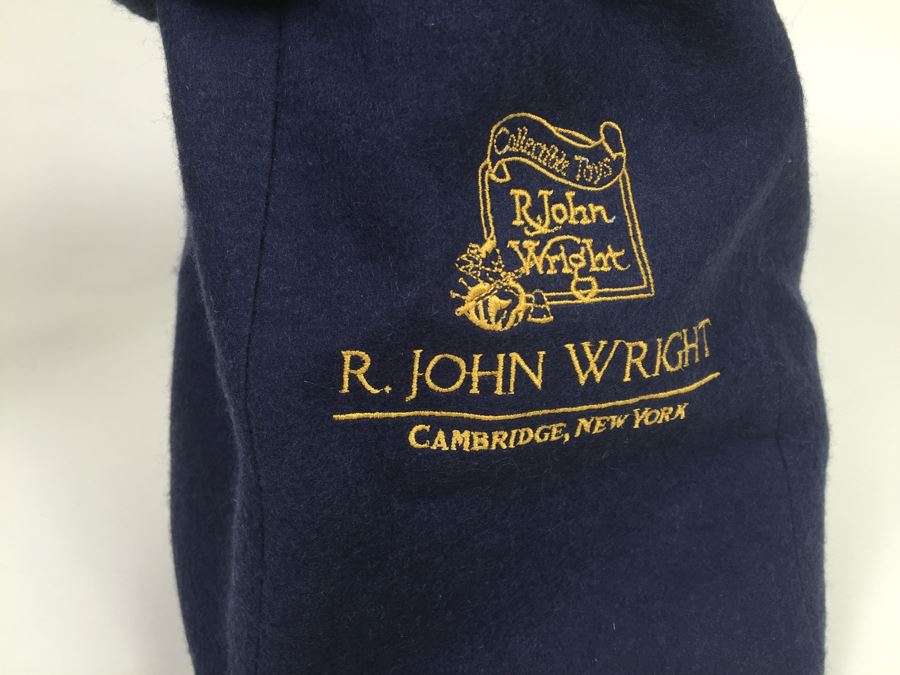 Collectible Toys
R. John
Wright
R. JOHN WRIGHT
CAMBRIDGE, NEW YORK